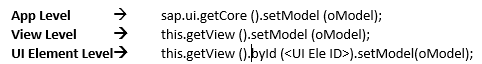 App Level → sap.ui.getCore ().setModel (oModel);
View Level → this.getView ().setModel (oModel);
UI Element Level→ this.getView ().byId (<UI Ele ID>).setModel(oModel);